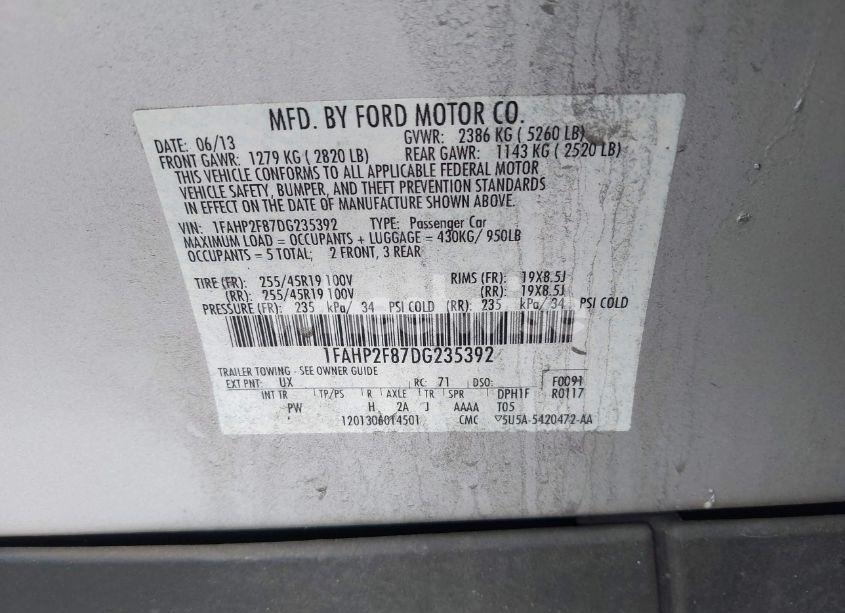 MFD. BY FORD MOTOR CO.
DATE: 06/13 GVWR: 2386 KG ( 5260 LB)
FRONT GAWR: 1279 KG ( 2820 LB) REAR GAWR: 1143 KG ( 2520 LB)
THIS VEHICLE CONFORMS TO ALL APPLICABLE FEDERAL MOTOR
VEHICLE SAFETY, BUMPER, AND THEFT PREVENTION STANDARDS
IN EFFECT ON THE DATE OF MANUFACTURE SHOWN ABOVE.
VIN: 1FAHP2F87DG235392 TYPE: Passenger Car
MAXIMUM LOAD = OCCUPANTS + LUGGAGE = 430KG/ 950LB
OCCUPANTS = 5 TOTAL; 2 FRONT, 3 REAR
TIRE (FR): 255/45R19 100V RIMS (FR): 19X8.5J
(RR): 255/45R19 100V (RR): 19X8.5J
PRESSURE (FR): 235 kPa/ 34 PSI COLD (RR): 235 kPa/ 34 PSI COLD
1FAHP2F87DG235392
TRAILER TOWING - SEE OWNER GUIDE
EXT PNT: UX RC: 71 DSO: F0091
INT TR TP/PS R AXLE TR SPR DPH1F R0117
PW H 2A J AAAA T05
1201306014501 CMC 5U5A-5420472-AA